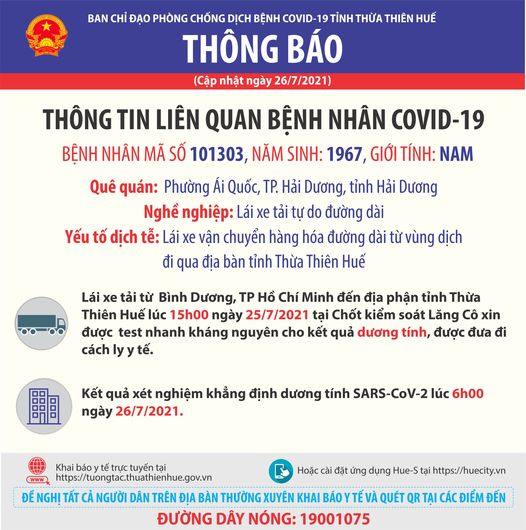 BAN CHỈ ĐẠO PHÒNG CHỐNG DỊCH BỆNH COVID-19 TỈNH THỪA THIÊN HUẾ
THÔNG BÁO
(Cập nhật ngày 26/7/2021)
THÔNG TIN LIÊN QUAN BỆNH NHÂN COVID-19
BỆNH NHÂN MÃ SỐ 101303, NĂM SINH: 1967, GIỚI TÍNH: NAM
Quê quán: Phường Ái Quốc, TP. Hải Dương, tỉnh Hải Dương
Nghề nghiệp: Lái xe tải tự do đường dài
Yếu tố dịch tễ: Lái xe vận chuyển hàng hóa đường dài từ vùng dịch
đi qua địa bàn tỉnh Thừa Thiên Huế
Lái xe tải từ Bình Dương, TP Hồ Chí Minh đến địa phận tỉnh Thừa
Thiên Huế lúc 15h00 ngày 25/7/2021 tại Chốt kiểm soát Lăng Cô xin
được test nhanh kháng nguyên cho kết quả dương tính, được đưa đi
cách ly y tế.
Kết quả xét nghiệm khẳng định dương tính SARS-CoV-2 lúc 6h00
ngày 26/7/2021.
Khai báo y tế trực tuyến tại
https://tuongtac.thuathienhue.gov.vn
Hoặc cài đặt ứng dụng Hue-S tại https://huecity.vn
ĐỀ NGHỊ TẤT CẢ NGƯỜI DÂN TRÊN ĐỊA BÀN THƯỜNG XUYÊN KHAI BÁO Y TẾ VÀ QUÉT QR TẠI CÁC ĐIỂM ĐẾN
ĐƯỜNG DÂY NÓNG: 19001075